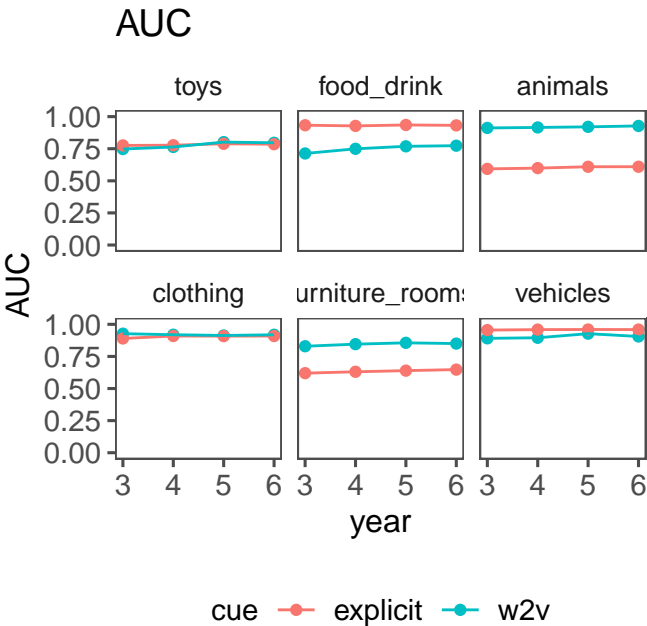 AUC
toys food_drink animals
1.00
0.75
0.50
0.25
0.00
AUC
clothing urniture_rooms vehicles
1.00
0.75
0.50
0.25
0.00
3 4 5 6 3 4 5 6 3 4 5 6
year
cue explicit w2v